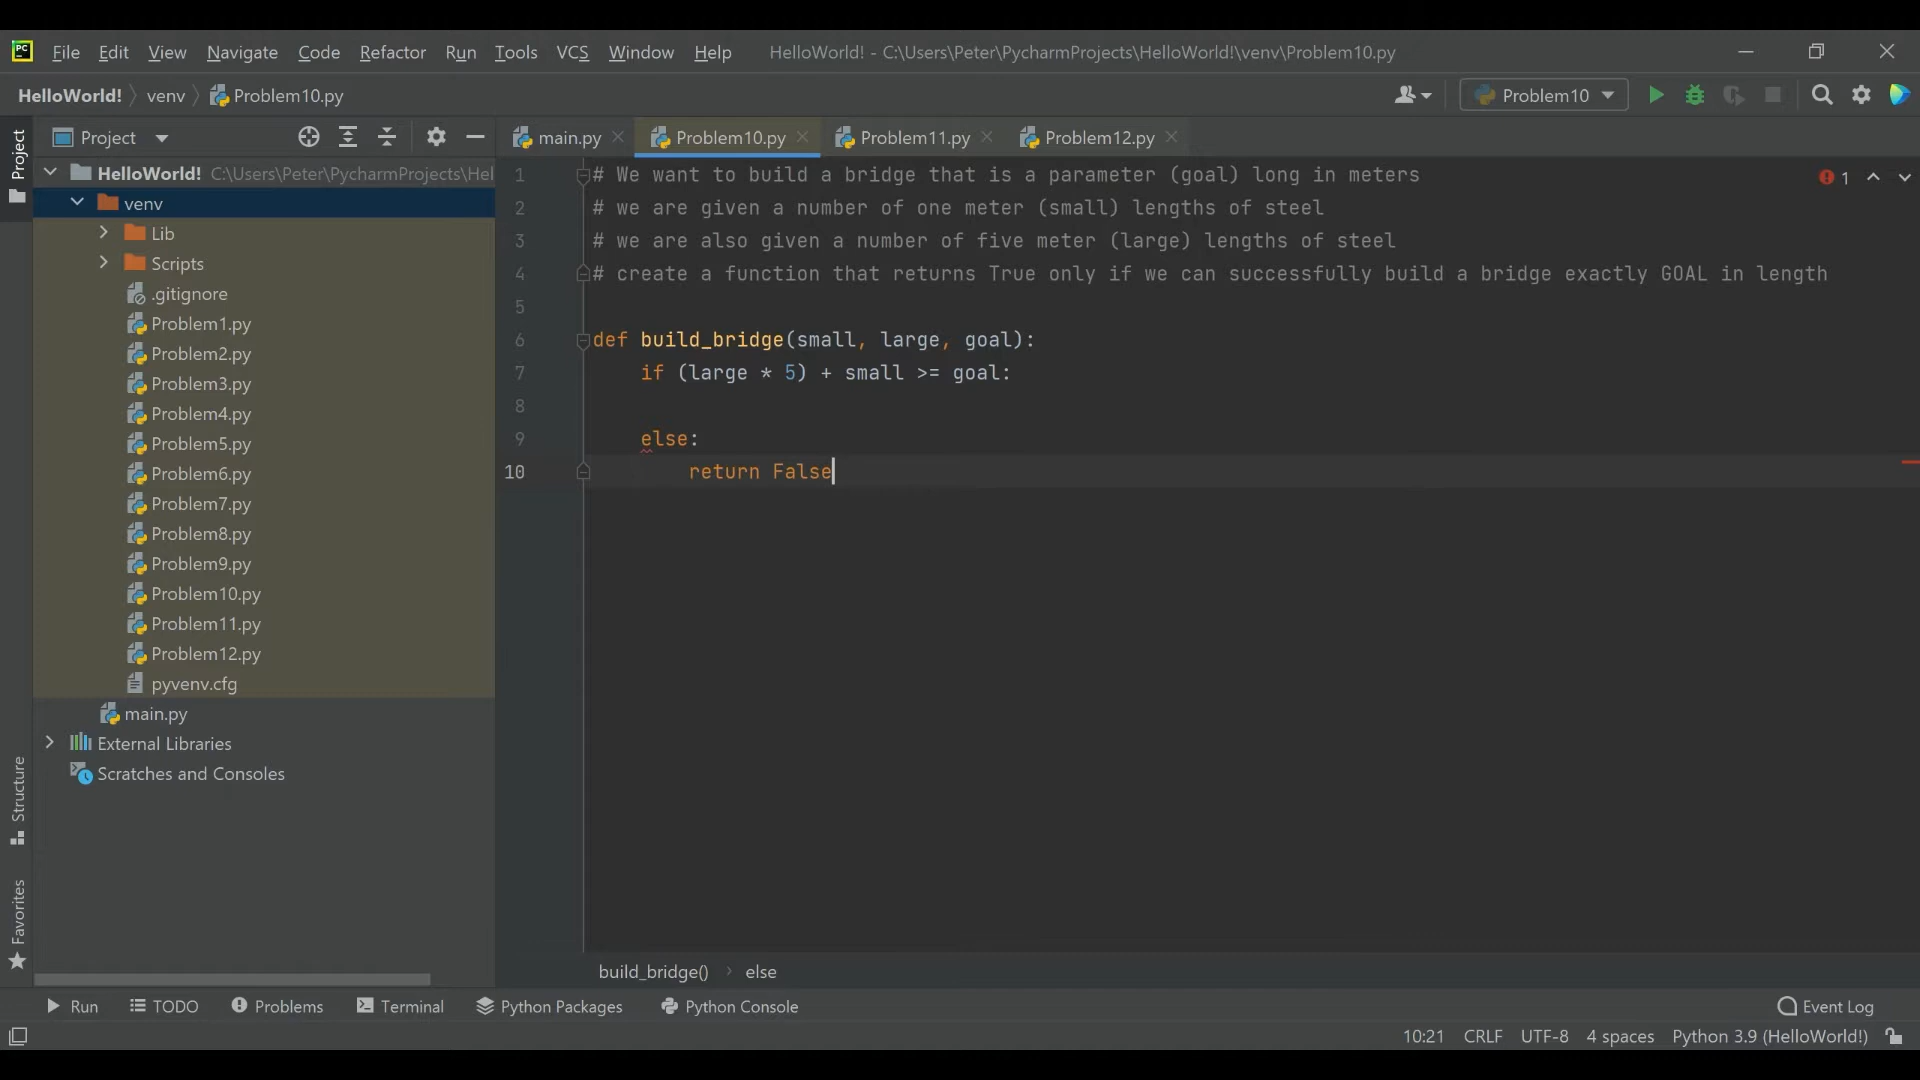 PC File Edit View Navigate Code Refactor Run Tools VCS Window Help HelloWorld! - C:\Users\Peter\PycharmProjects\HelloWorld!\venv\Problem10.py
HelloWorld! venv Problem10.py Problem10
Project
Project
main.py Problem10.py Problem11.py Problem12.py
HelloWorld! C:\Users\Peter\PycharmProjects\Hel
venv
Lib
Scripts
.gitignore
Problem1.py
Problem2.py
Problem3.py
Problem4.py
Problem5.py
Problem6.py
Problem7.py
Problem8.py
Problem9.py
Problem10.py
Problem11.py
Problem12.py
pyvenv.cfg
main.py
External Libraries
Scratches and Consoles
Structure
Favorites
1 # We want to build a bridge that is a parameter (goal) long in meters
2 # we are given a number of one meter (small) lengths of steel
3 # we are also given a number of five meter (large) lengths of steel
4 # create a function that returns True only if we can successfully build a bridge exactly GOAL in length
5
6 def build_bridge(small, large, goal):
7     if (large * 5) + small >= goal:
8
9     else:
10         return False
1
build_bridge() › else
Run TODO Problems Terminal Python Packages Python Console Event Log
10:21 CRLF UTF-8 4 spaces Python 3.9 (HelloWorld!)